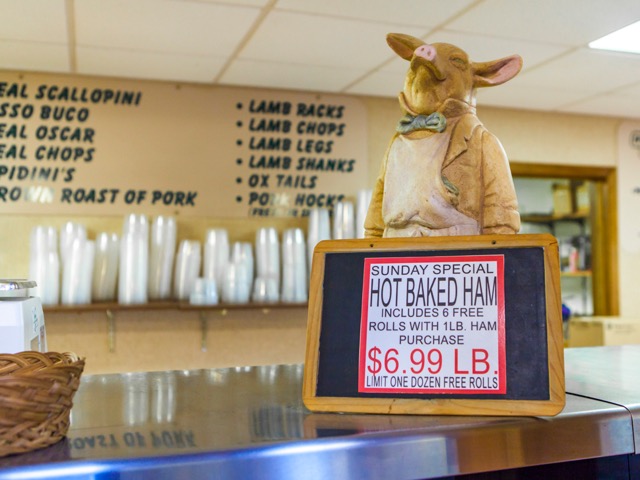 EAL SCALLOPINI
SSO BUCO
EAL OSCAR
EAL CHOPS
PIDINI'S
ROWN ROAST OF PORK
• LAMB RACKS
• LAMB CHOPS
• LAMB LEGS
• LAMB SHANKS
• OX TAILS
• PORK HOCKS
SUNDAY SPECIAL
HOT BAKED HAM
INCLUDES 6 FREE
ROLLS WITH 1LB. HAM
PURCHASE
$6.99 LB.
LIMIT ONE DOZEN FREE ROLLS